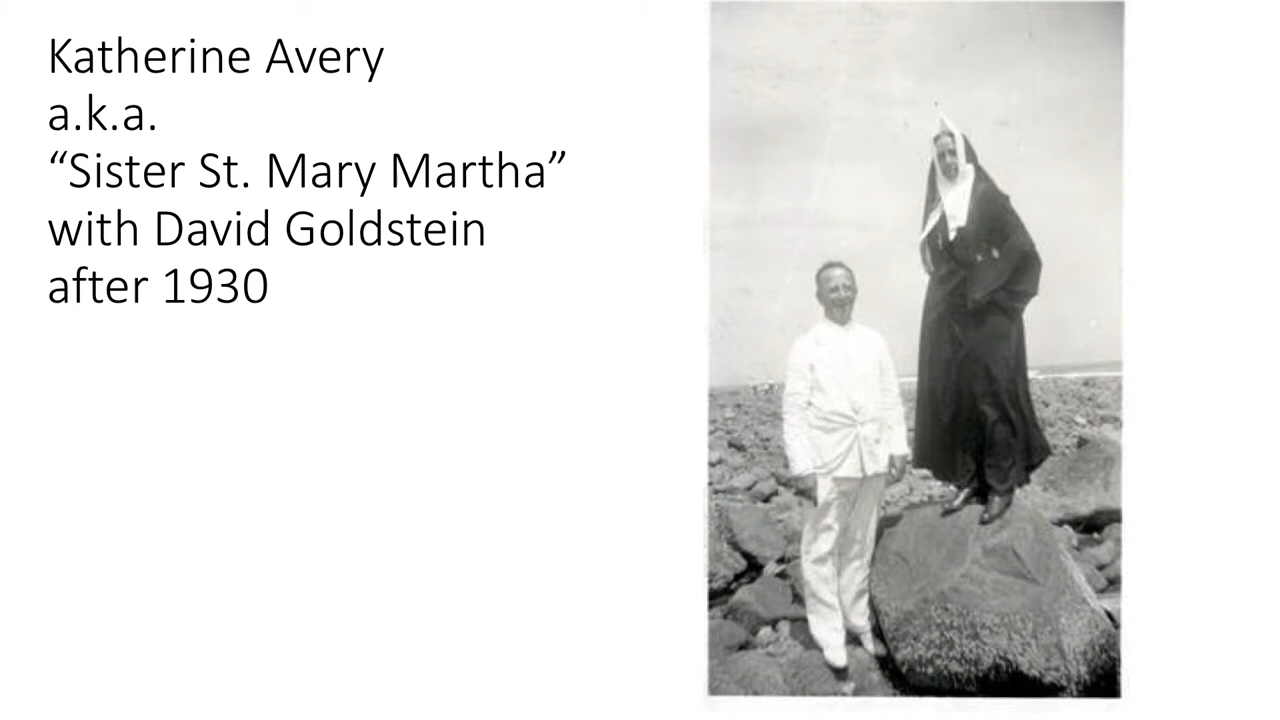 Katherine Avery
a.k.a.
“Sister St. Mary Martha”
with David Goldstein
after 1930